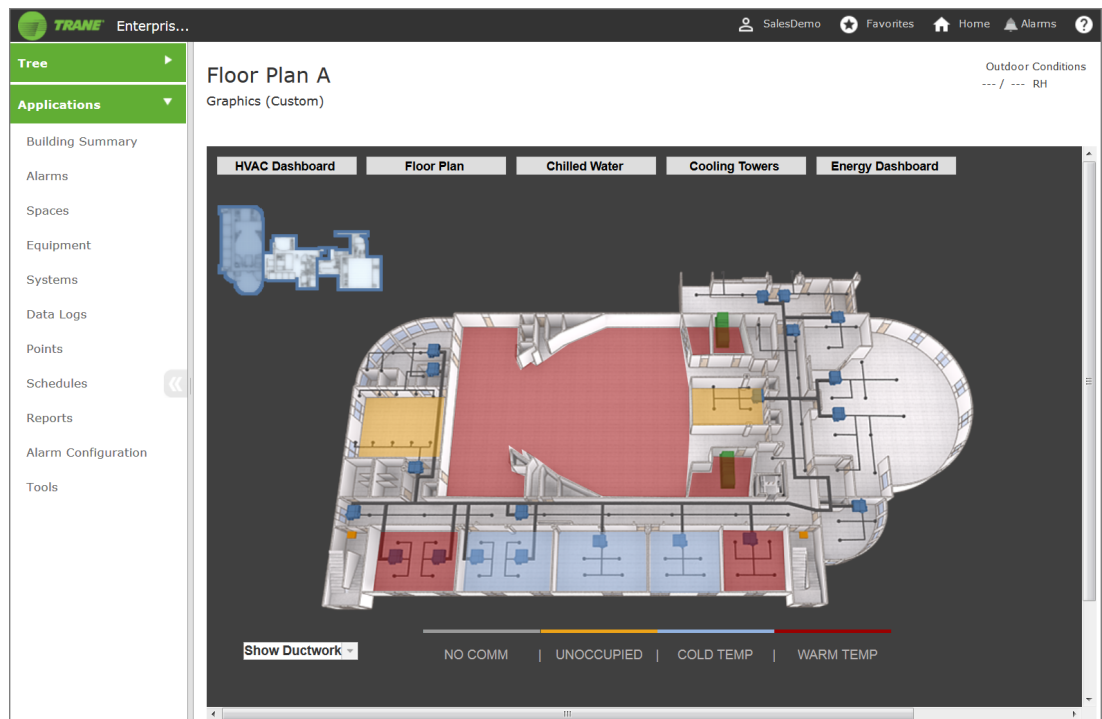 TRANE Enterpris... SalesDemo Favorites Home Alarms ?
Tree
Applications
Building Summary
Alarms
Spaces
Equipment
Systems
Data Logs
Points
Schedules
Reports
Alarm Configuration
Tools
Floor Plan A
Graphics (Custom)
Outdoor Conditions
--- / --- RH
HVAC Dashboard Floor Plan Chilled Water Cooling Towers Energy Dashboard
Show Ductwork
NO COMM | UNOCCUPIED | COLD TEMP | WARM TEMP